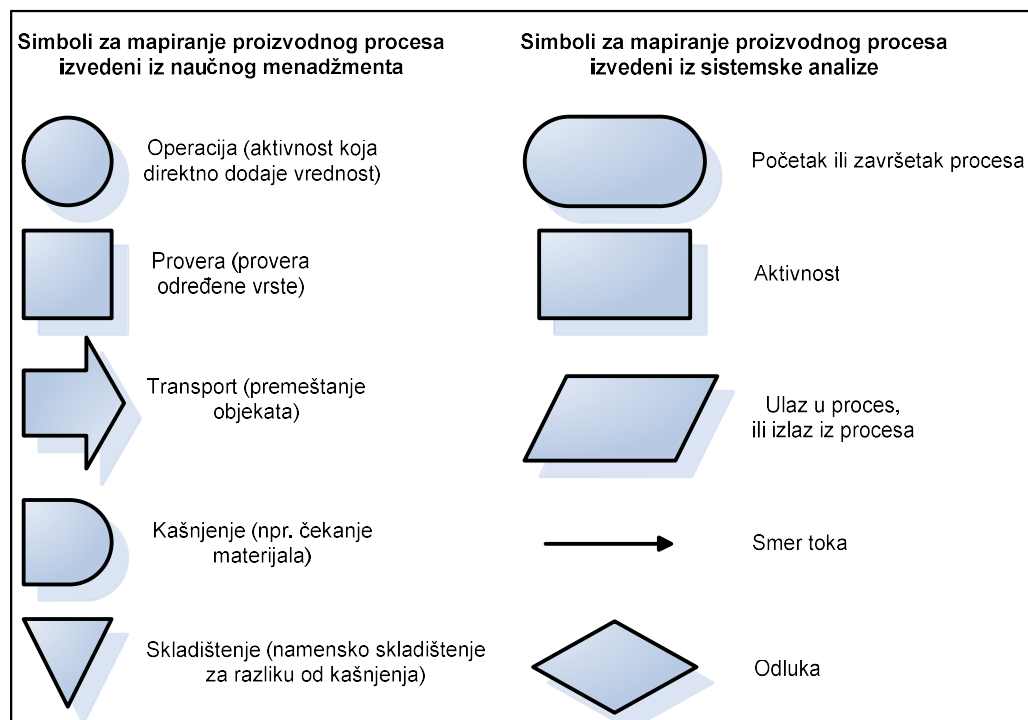 Simboli za mapiranje proizvodnog procesa
izvedeni iz naučnog menadžmenta
Operacija (aktivnost koja
direktno dodaje vrednost)
Provera (provera
određene vrste)
Transport (premeštanje
objekata)
Kašnjenje (npr. čekanje
materijala)
Skladištenje (namensko skladištenje
za razliku od kašnjenja)
Simboli za mapiranje proizvodnog procesa
izvedeni iz sistemske analize
Početak ili završetak procesa
Aktivnost
Ulaz u proces,
ili izlaz iz procesa
Smer toka
Odluka